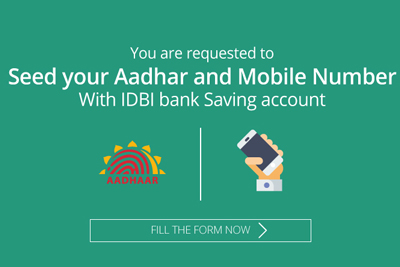 You are requested to
Seed your Aadhar and Mobile Number
With IDBI bank Saving account
AADHAAR
FILL THE FORM NOW